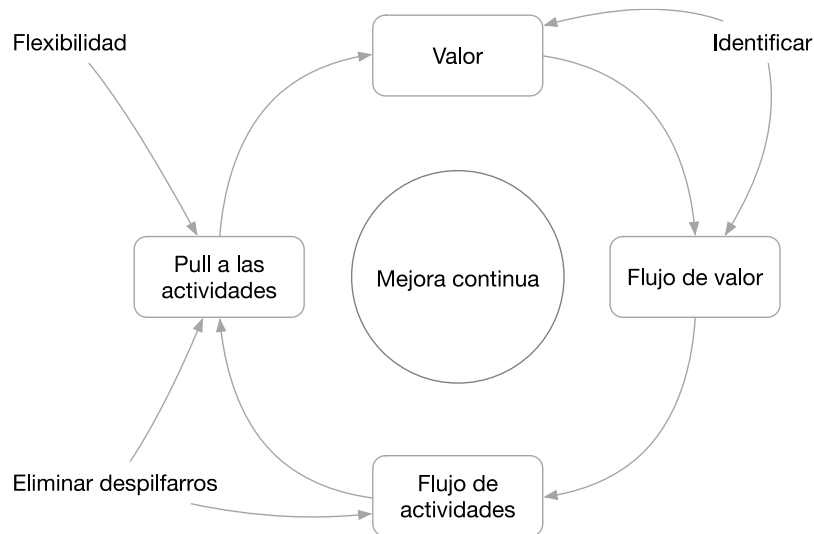 Flexibilidad
Valor
Identificar
Pull a las
actividades
Mejora continua
Flujo de valor
Eliminar despilfarros
Flujo de
actividades